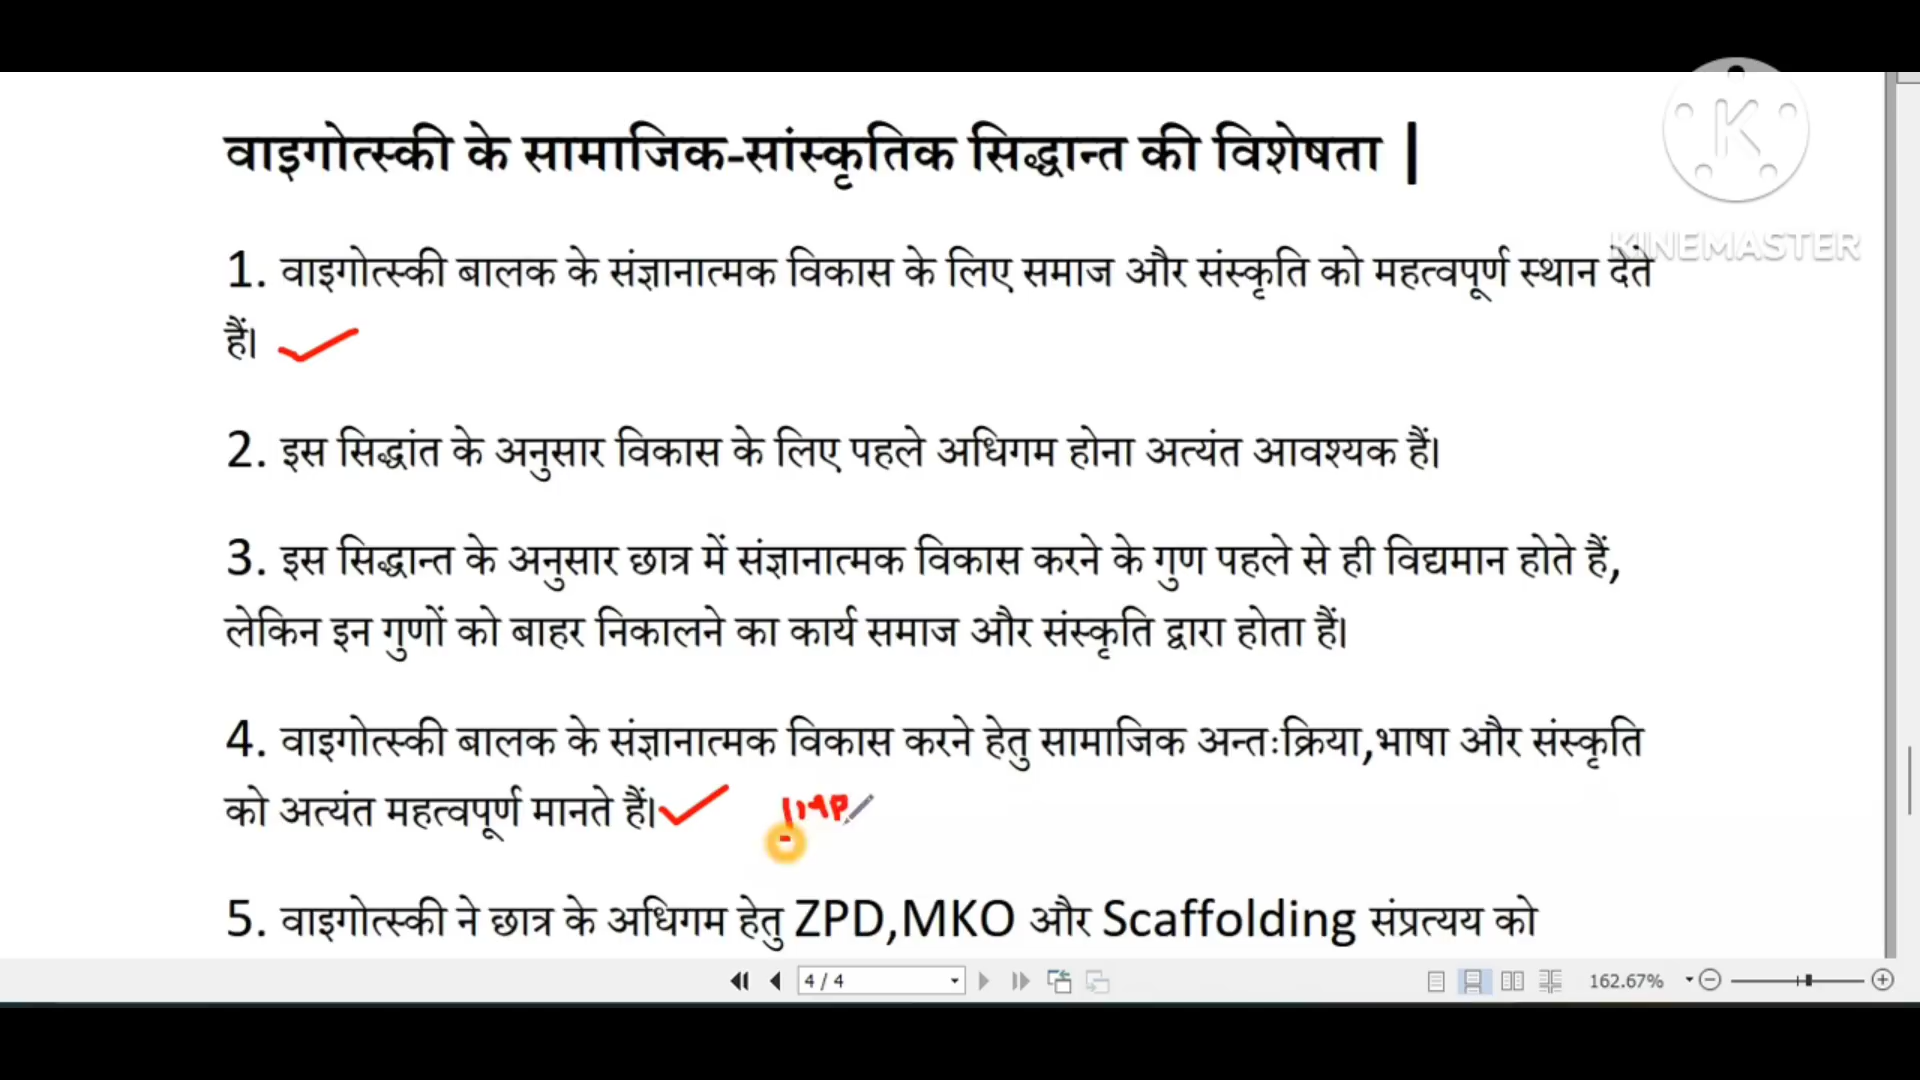 वाइगोत्स्की के सामाजिक-सांस्कृतिक सिद्धान्त की विशेषता |
KINEMASTER
1. वाइगोत्स्की बालक के संज्ञानात्मक विकास के लिए समाज और संस्कृति को महत्वपूर्ण स्थान देते
हैं।
2. इस सिद्धांत के अनुसार विकास के लिए पहले अधिगम होना अत्यंत आवश्यक हैं।
3. इस सिद्धान्त के अनुसार छात्र में संज्ञानात्मक विकास करने के गुण पहले से ही विद्यमान होते हैं,
लेकिन इन गुणों को बाहर निकालने का कार्य समाज और संस्कृति द्वारा होता हैं।
4. वाइगोत्स्की बालक के संज्ञानात्मक विकास करने हेतु सामाजिक अन्तःक्रिया,भाषा और संस्कृति
को अत्यंत महत्वपूर्ण मानते हैं। IMP
5. वाइगोत्स्की ने छात्र के अधिगम हेतु ZPD,MKO और Scaffolding संप्रत्यय को
4 / 4
162.67%